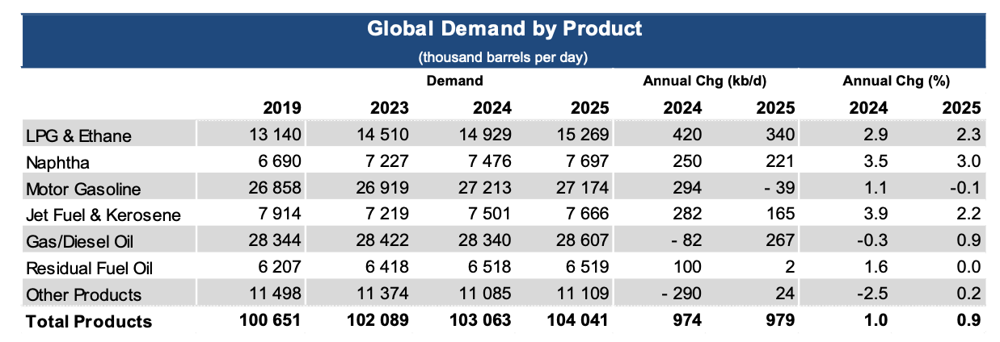 Global Demand by Product
(thousand barrels per day)
Demand Annual Chg (kb/d) Annual Chg (%)
2019 2023 2024 2025 2024 2025 2024 2025
LPG & Ethane 13 140 14 510 14 929 15 269 420 340 2.9 2.3
Naphtha 6 690 7 227 7 476 7 697 250 221 3.5 3.0
Motor Gasoline 26 858 26 919 27 213 27 174 294 - 39 1.1 -0.1
Jet Fuel & Kerosene 7 914 7 219 7 501 7 666 282 165 3.9 2.2
Gas/Diesel Oil 28 344 28 422 28 340 28 607 - 82 267 -0.3 0.9
Residual Fuel Oil 6 207 6 418 6 518 6 519 100 2 1.6 0.0
Other Products 11 498 11 374 11 085 11 109 - 290 24 -2.5 0.2
Total Products 100 651 102 089 103 063 104 041 974 979 1.0 0.9